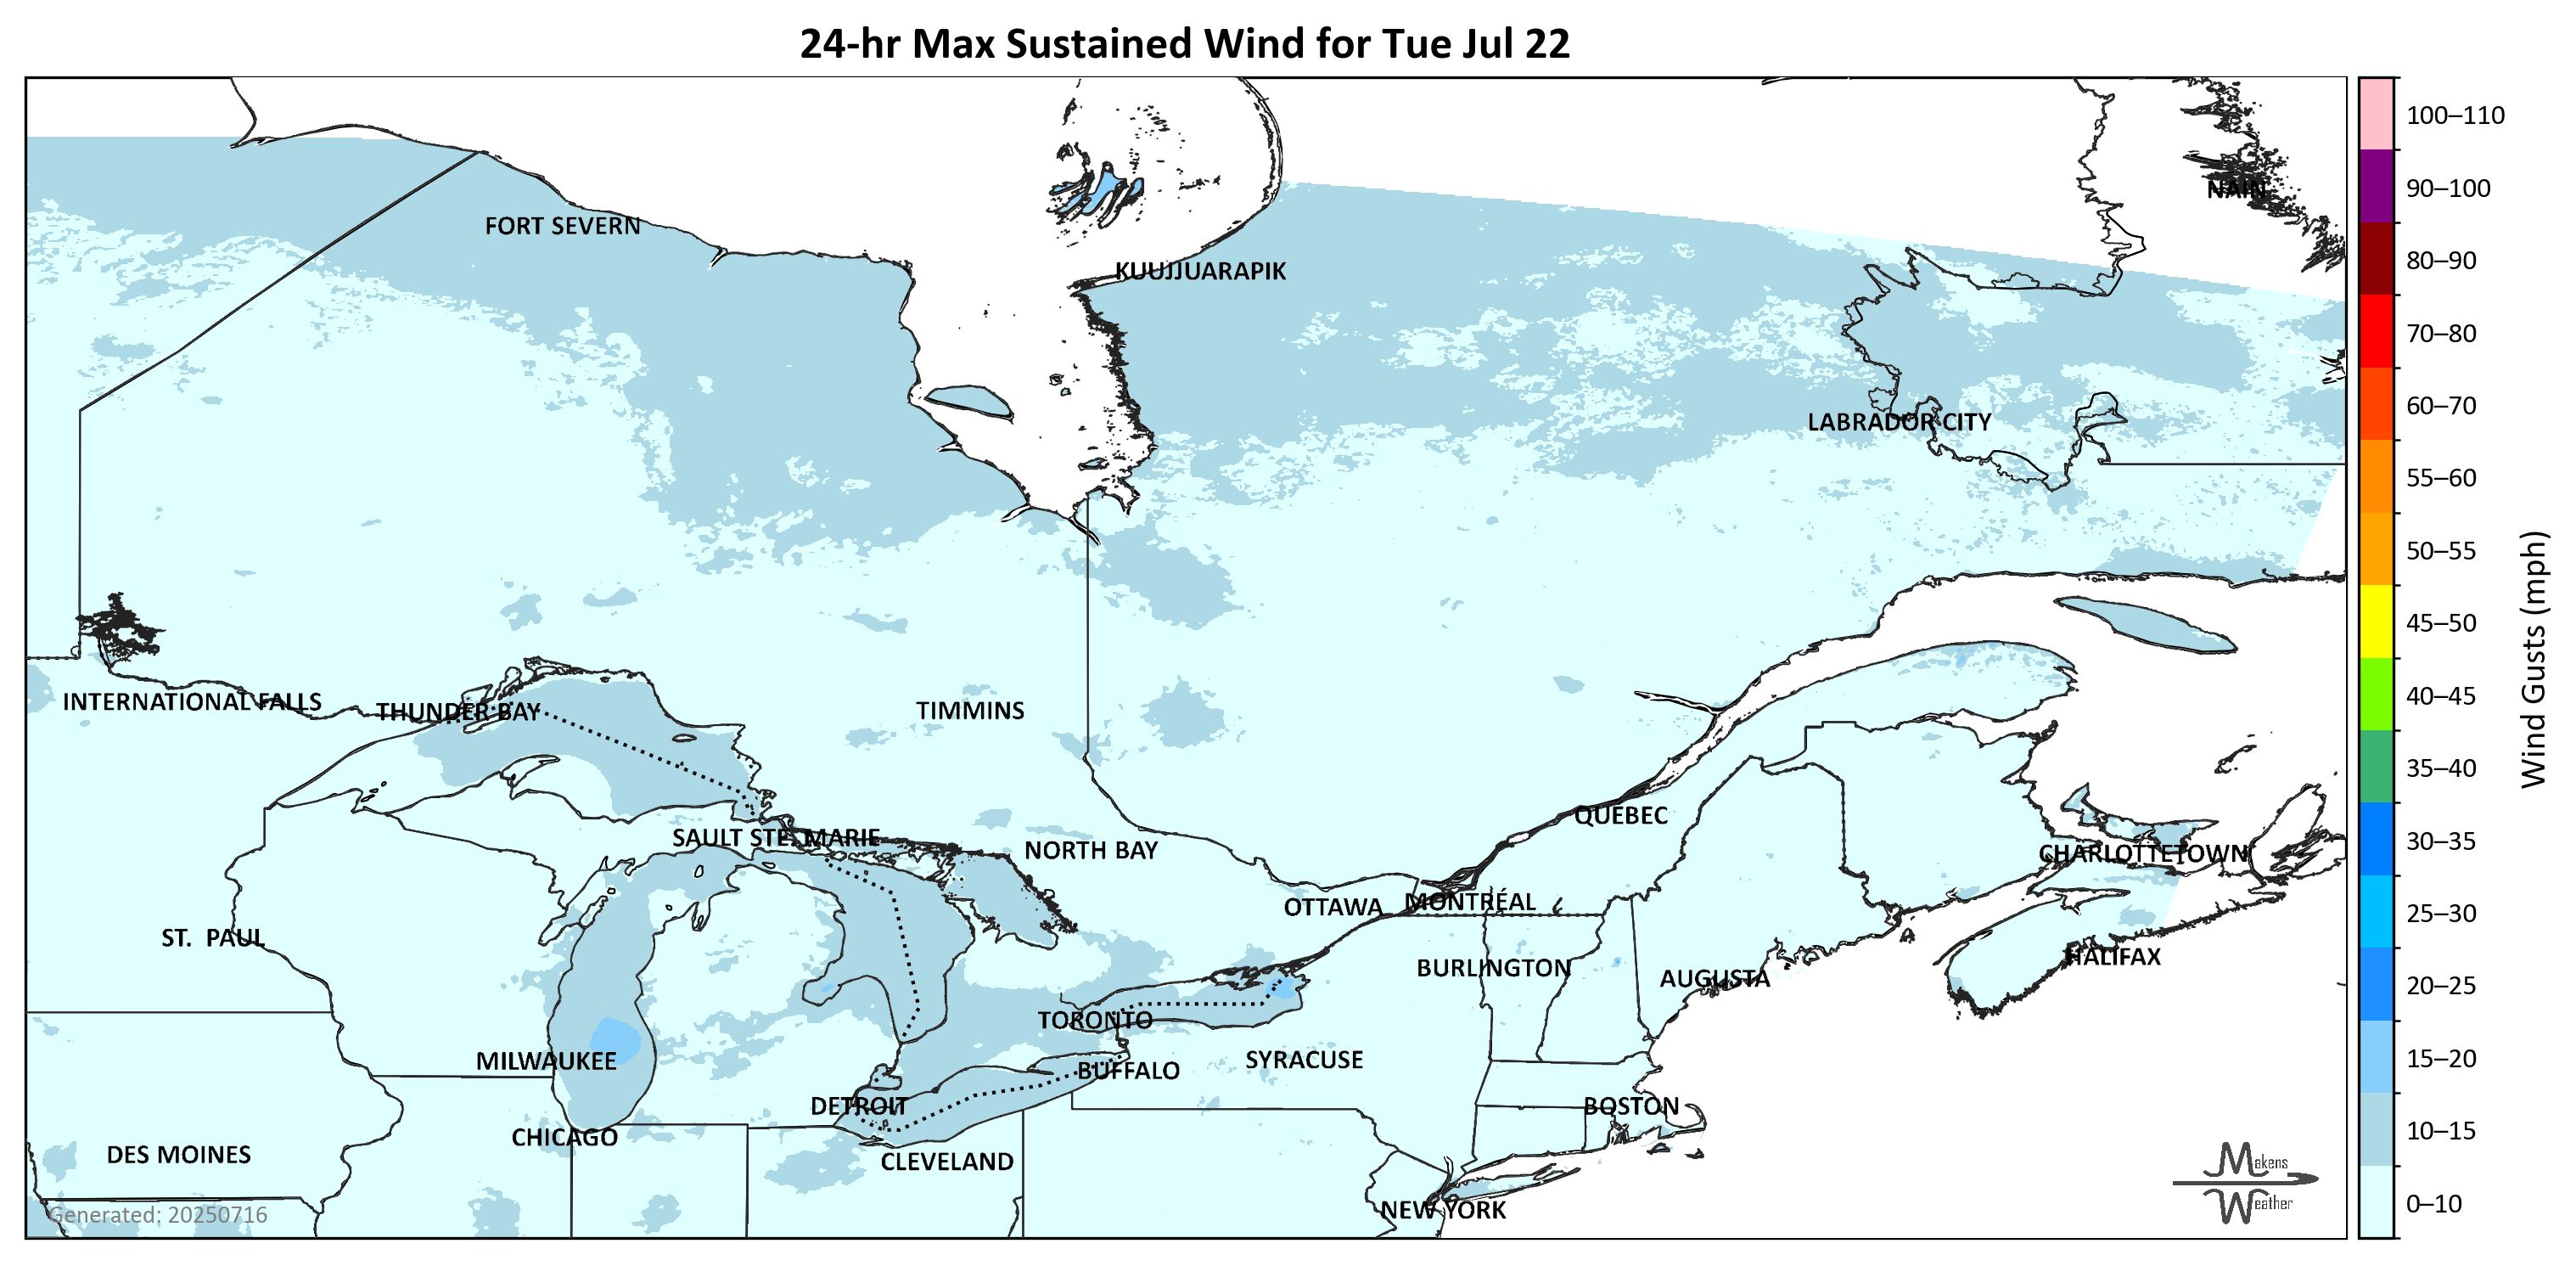 24-hr Max Sustained Wind for Tue Jul 22
100–110
90–100
NAIN
FORT SEVERN
80–90
KUUJJUARAPIK
70–80
60–70
LABRADOR CITY
55–60
50–55
45–50
Wind Gusts (mph)
40–45
INTERNATIONAL FALLS
THUNDER BAY
TIMMINS
35–40
QUÉBEC
SAULT STE. MARIE
30–35
NORTH BAY
CHARLOTTETOWN
OTTAWA
MONTRÉAL
25–30
ST. PAUL
HALIFAX
BURLINGTON
AUGUSTA
20–25
TORONTO
MILWAUKEE
SYRACUSE
15–20
BUFFALO
DETROIT
BOSTON
CHICAGO
10–15
DES MOINES
CLEVELAND
Makens
Weather
0–10
NEW YORK
Generated: 20250716